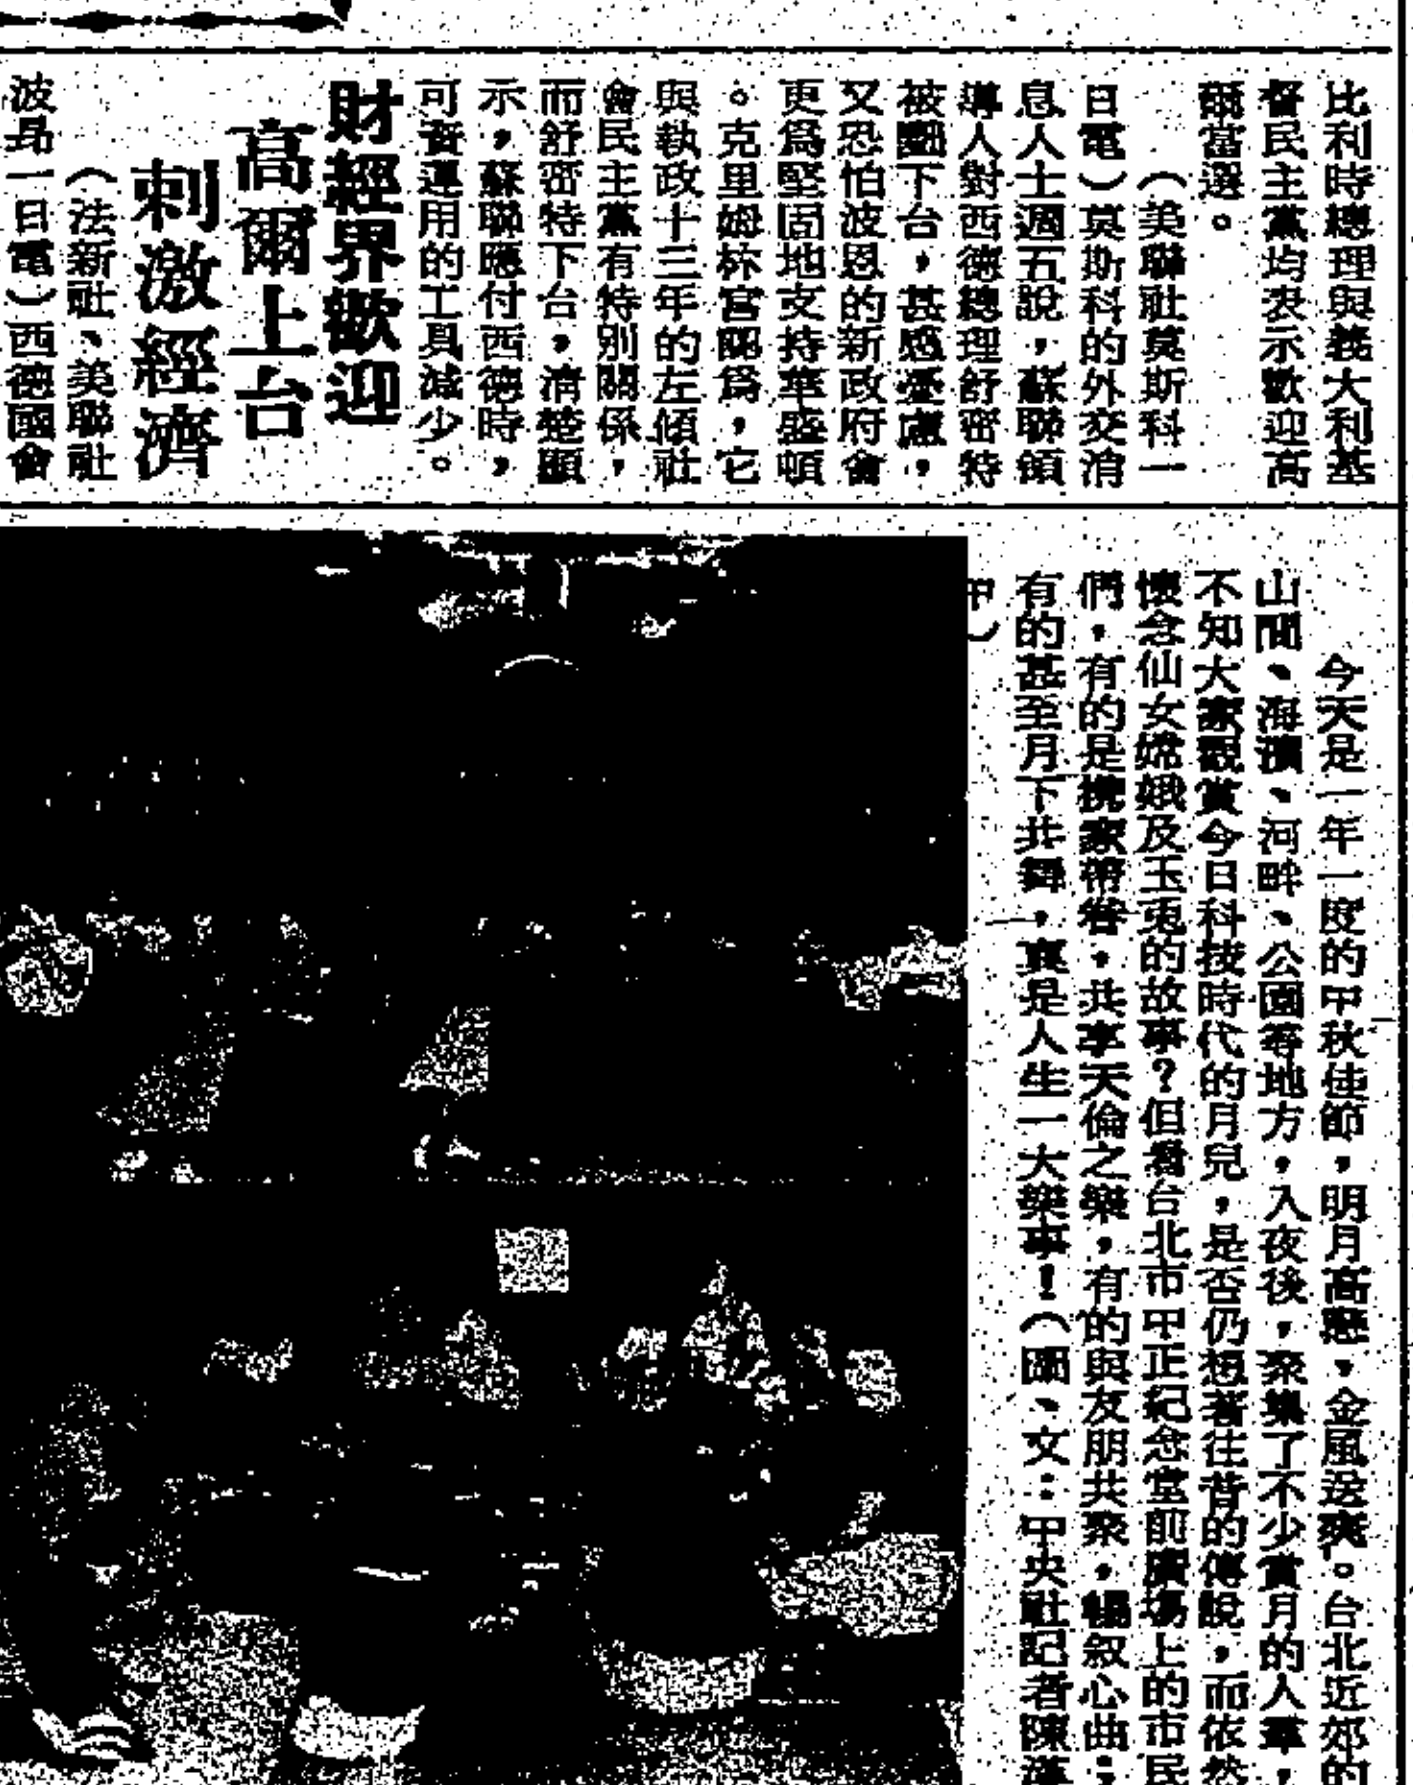 比利時總理與義大利基
督民主黨均表示歡迎高
爾當選。
（美聯社莫斯科一
日電）莫斯科的外交消
息人士週五說，蘇聯領
導人對西德總理舒密特
被轟下台，甚感憂慮，
又恐怕波恩的新政府會
更為堅固地支持華盛頓
。克里姆林宮認為，它
與執政十三年的左傾社
會民主黨有特別關係，
而舒密特下台，清楚顯
示，蘇聯應付西德時，
可資運用的工具減少。
財經界歡迎
高爾上台
刺激經濟
（法新社、美聯社
波昂一日電）西德國會
今天是一年一度的中秋佳節，明月高懸，金風送爽。台北近郊的
山間、海濱、河畔、公園等地方，入夜後，聚集了不少賞月的人羣，
不知大家觀賞今日科技時代的月兒，是否仍想著往昔的傳說，而依然
懷念仙女嫦娥及玉兎的故事？但看台北市中正紀念堂前廣場上的市民
們，有的是攜家帶眷，共享天倫之樂，有的與友朋共聚，暢叙心曲；
有的甚至月下共舞，真是人生一大樂事！（圖、文：中央社記者陳